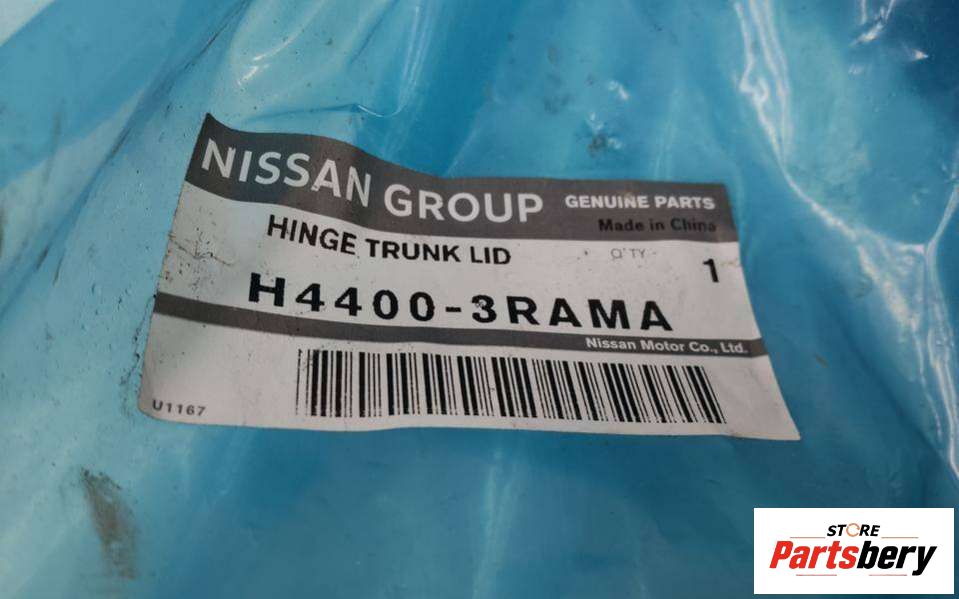 NISSAN GROUP GENUINE PARTS
Made in China
HINGE TRUNK LID Q'TY 1
H4400-3RAMA
Nissan Motor Co., Ltd.
U1167
STORE
Partsbery